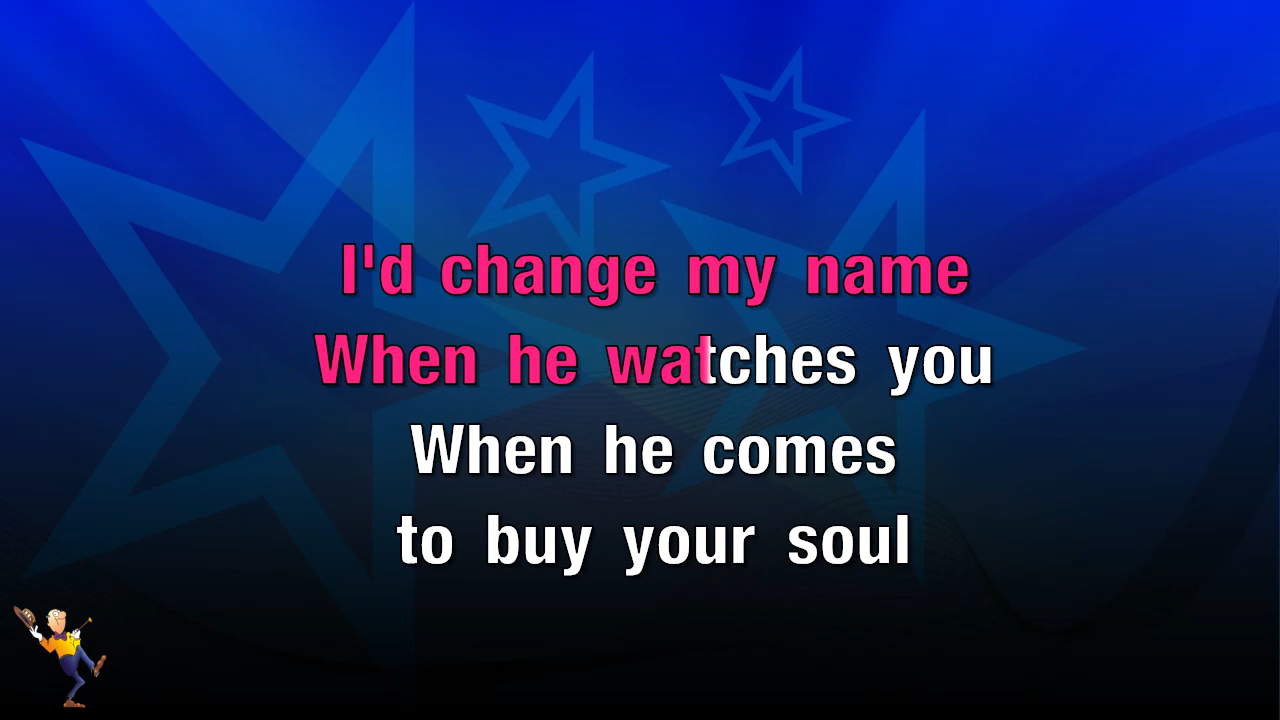 I'd change my name
When he watches you
When he comes
to buy your soul